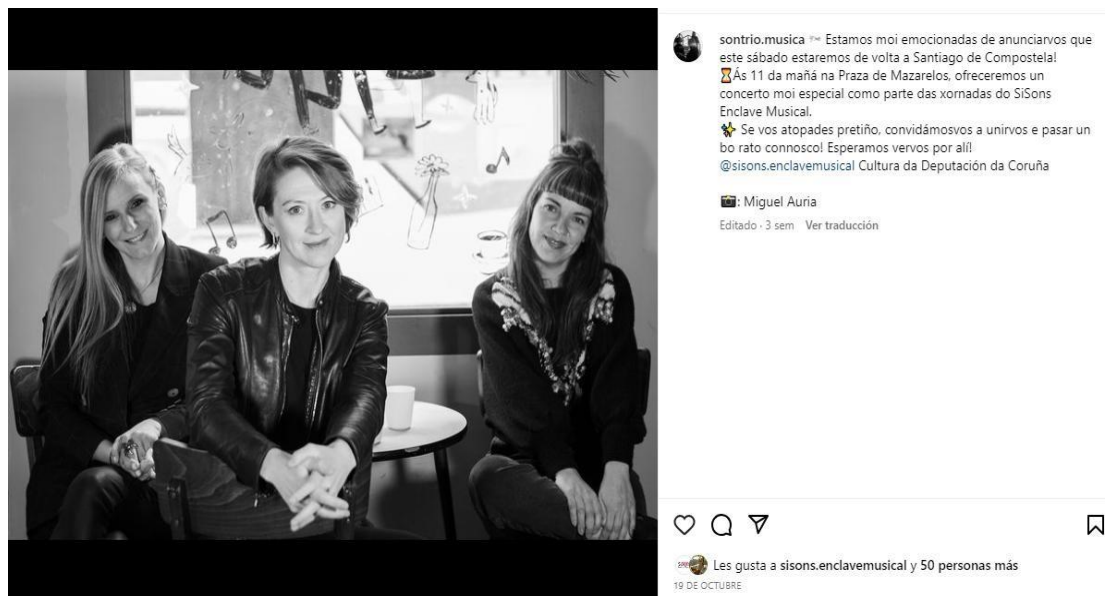 sontrio.musica Estamos moi emocionadas de anunciarvos que
este sábado estaremos de volta a Santiago de Compostela!
⌛Ás 11 da mañá na Praza de Mazarelos, ofreceremos un
concerto moi especial como parte das xornadas do SiSons
Enclave Musical.
✨ Se vos atopades pretiño, convidámosvos a unirvos e pasar un
bo rato connosco! Esperamos vervos por alí!
@sisons.enclavemusical Cultura da Deputación da Coruña
📷: Miguel Auria
Editado · 3 sem Ver traducción
Les gusta a sisons.enclavemusical y 50 personas más
19 DE OCTUBRE